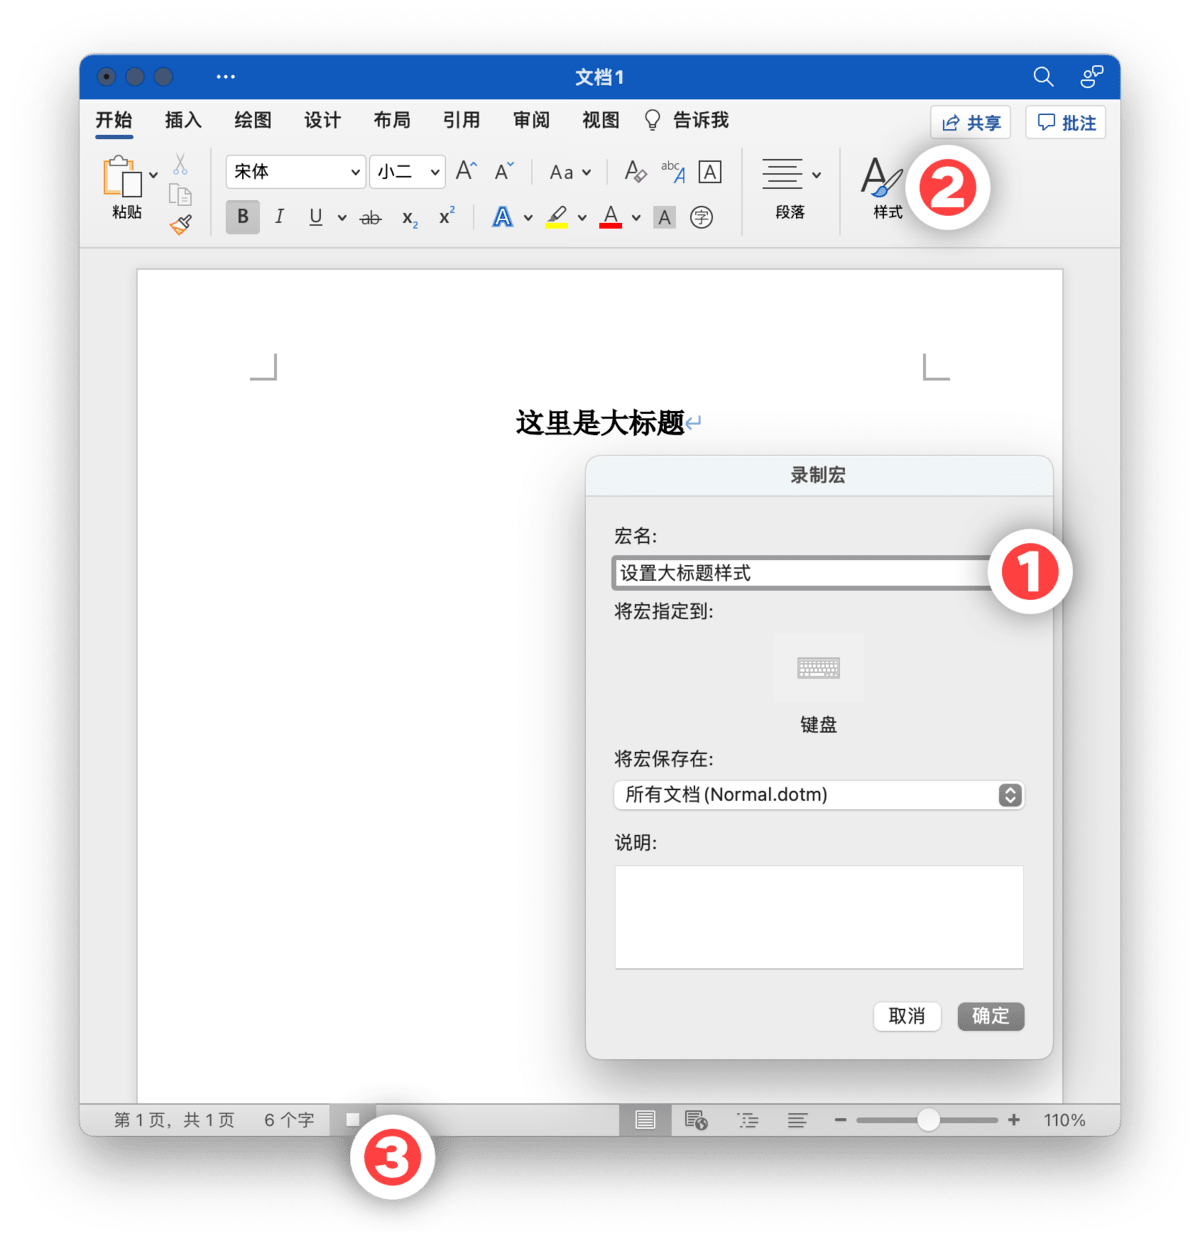 文档1
开始 插入 绘图 设计 布局 引用 审阅 视图 告诉我 共享 批注
宋体 小二 A A Aa A abc A A
粘贴 段落 样式
2
B I U ab x2 x2 A A A 字
这里是大标题
录制宏
宏名:
设置大标题样式
1
将宏指定到:
键盘
将宏保存在:
所有文档 (Normal.dotm)
说明:
取消 确定
第 1 页，共 1 页 6 个字 110%
3